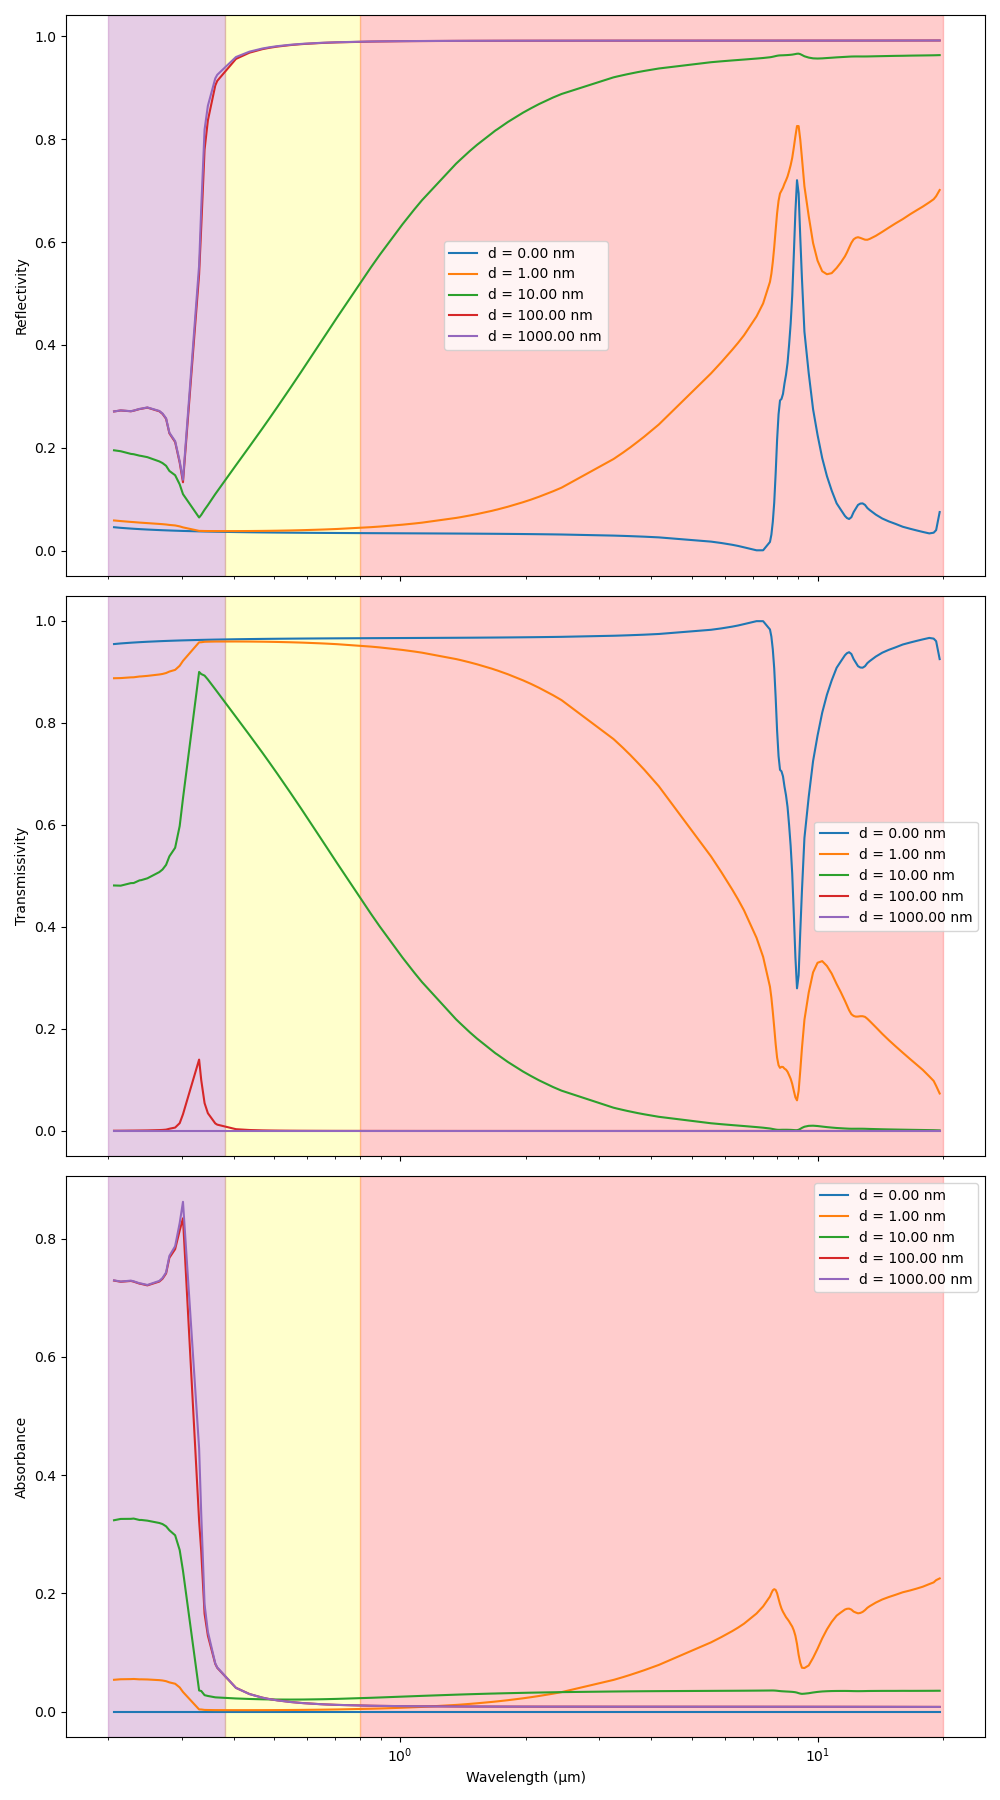 1.0
0.8
0.6
0.4
0.2
0.0
Reflectivity
d = 0.00 nm
d = 1.00 nm
d = 10.00 nm
d = 100.00 nm
d = 1000.00 nm
1.0
0.8
0.6
0.4
0.2
0.0
Transmissivity
d = 0.00 nm
d = 1.00 nm
d = 10.00 nm
d = 100.00 nm
d = 1000.00 nm
0.8
0.6
0.4
0.2
0.0
Absorbance
d = 0.00 nm
d = 1.00 nm
d = 10.00 nm
d = 100.00 nm
d = 1000.00 nm
10⁰ 10¹
Wavelength (μm)